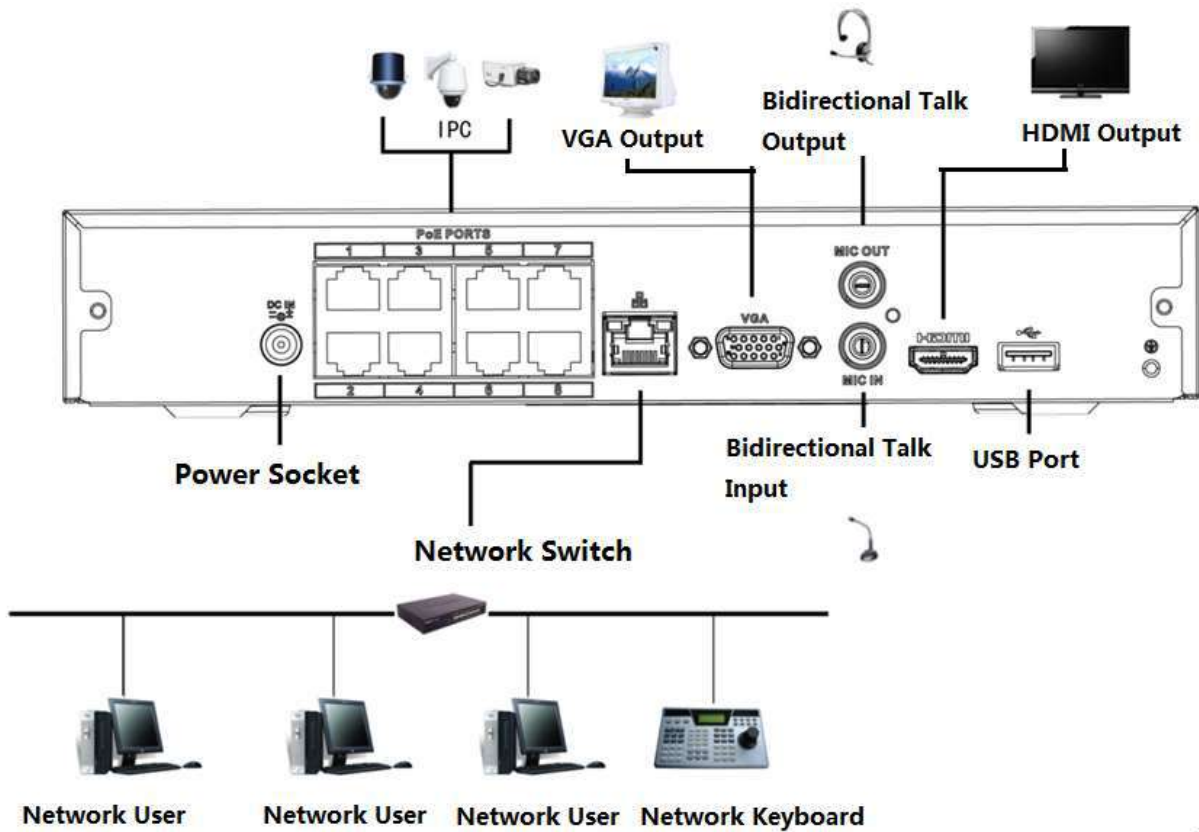 IPC
VGA Output
Bidirectional Talk
Output
HDMI Output
PoE PORTS
1 3 5 7
MIC OUT
DC IN
VGA
HDMI
MIC IN
2 4 6 8
Power Socket
Bidirectional Talk
Input
USB Port
Network Switch
Network User
Network User
Network User
Network Keyboard